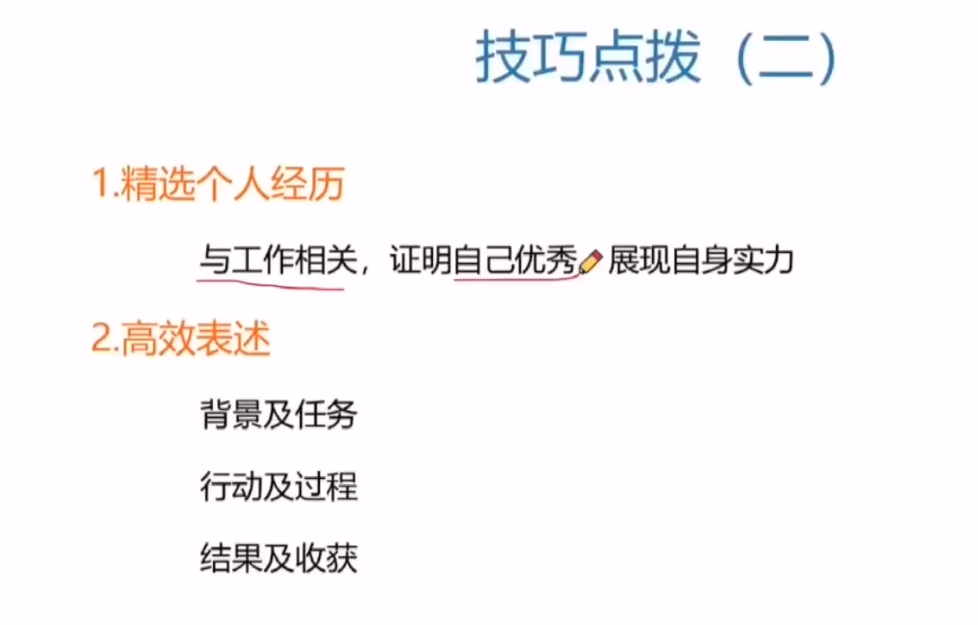 技巧点拨（二）
1.精选个人经历
与工作相关，证明自己优秀，展现自身实力
2.高效表述
背景及任务
行动及过程
结果及收获